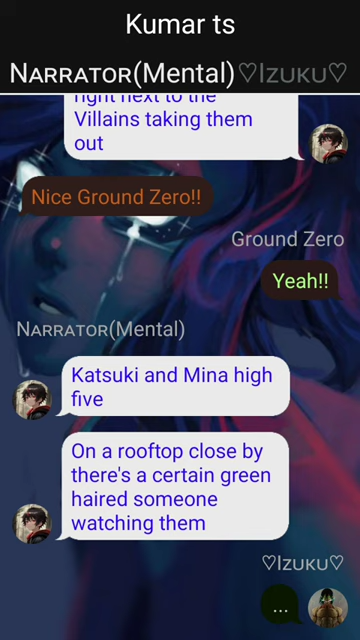 Kumar ts
Narrator(Mental) ♡Izuku♡
right next to the
Villains taking them
out
Nice Ground Zero!!
Ground Zero
Yeah!!
Narrator(Mental)
Katsuki and Mina high
five
On a rooftop close by
there's a certain green
haired someone
watching them
♡Izuku♡
...